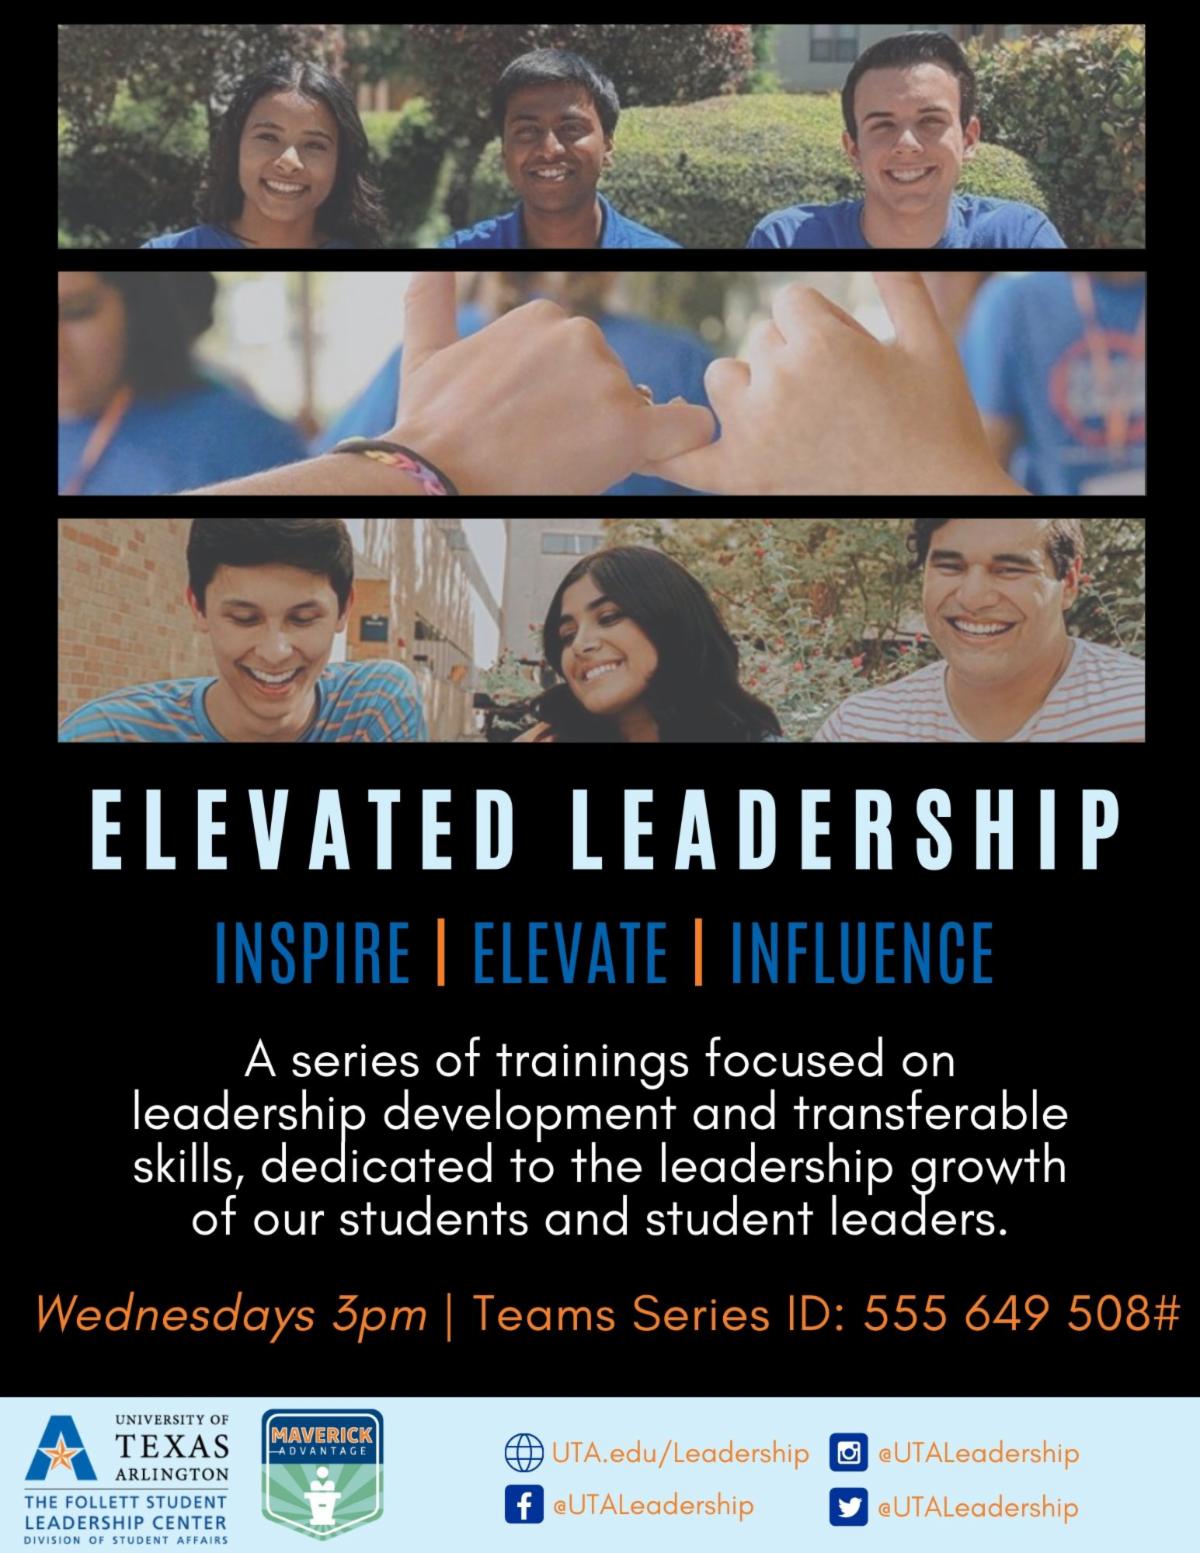 ELEVATED LEADERSHIP
INSPIRE | ELEVATE | INFLUENCE
A series of trainings focused on
leadership development and transferable
skills, dedicated to the leadership growth
of our students and student leaders.
Wednesdays 3pm | Teams Series ID: 555 649 508#
UNIVERSITY OF
TEXAS
ARLINGTON
THE FOLLETT STUDENT
LEADERSHIP CENTER
DIVISION OF STUDENT AFFAIRS
MAVERICK
ADVANTAGE
UTA.edu/Leadership
@UTALeadership
@UTALeadership
@UTALeadership